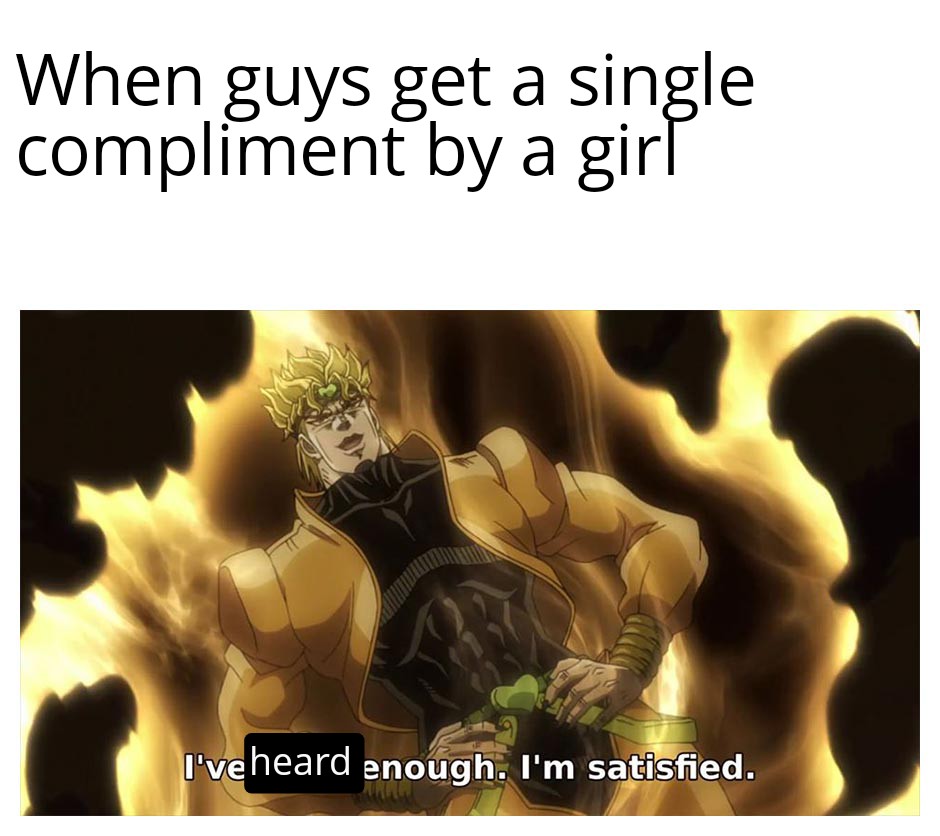 When guys get a single
compliment by a girl
I've heard enough. I'm satisfied.